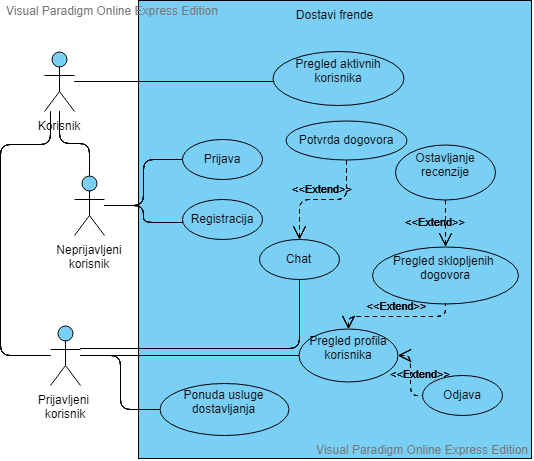 Visual Paradigm Online Express Edition
Dostavi frende
Korisnik
Pregled aktivnih
korisnika
Potvrda dogovora
Prijava
Ostavljanje
recenzije
<<Extend>>
Registracija
<<Extend>>
Neprijavljeni
korisnik
Chat
Pregled sklopljenih
dogovora
<<Extend>>
Pregled profila
korisnika
<<Extend>>
Prijavljeni
korisnik
Ponuda usluge
dostavljanja
Odjava
Visual Paradigm Online Express Edition